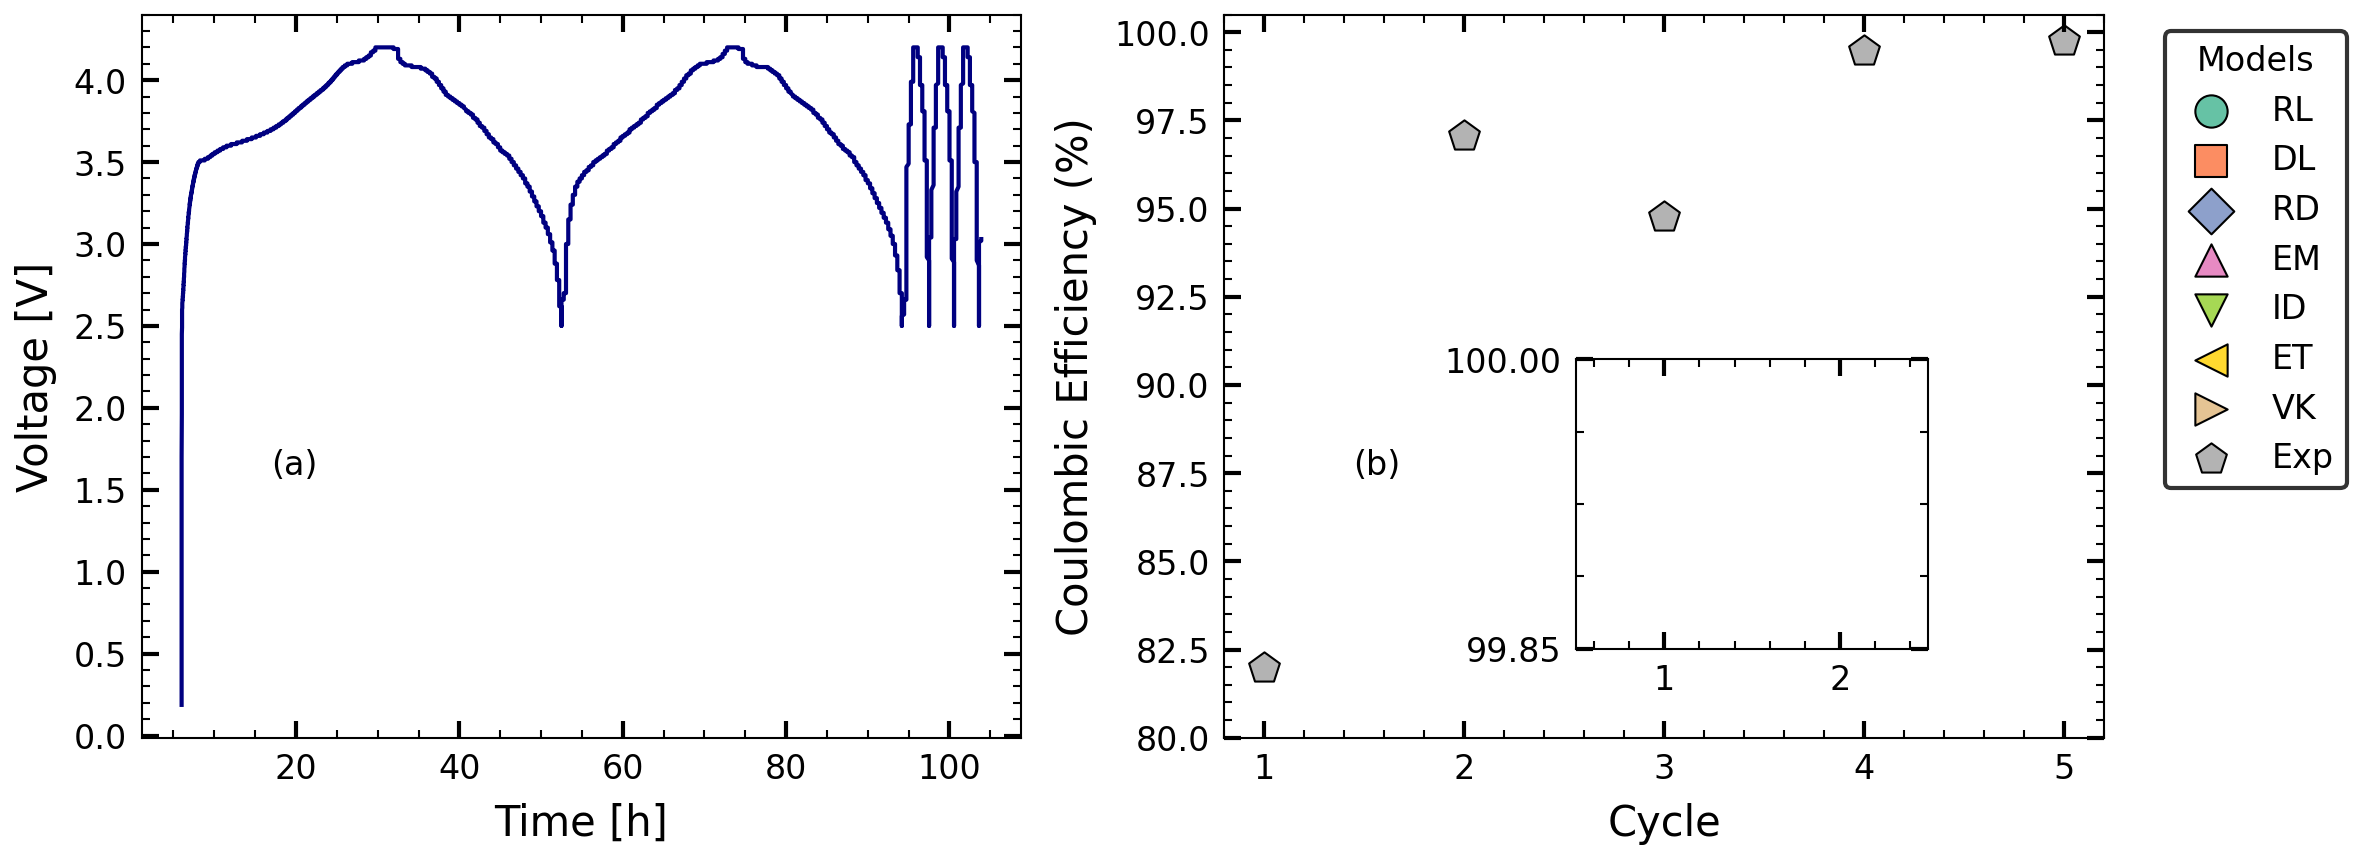 4.0
3.5
3.0
2.5
2.0
1.5
1.0
0.5
0.0
Voltage [V]
(a)
20 40 60 80 100
Time [h]
100.0
97.5
95.0
92.5
90.0
87.5
85.0
82.5
80.0
Coulombic Efficiency (%)
(b)
100.00
99.85
1 2
1 2 3 4 5
Cycle
Models
RL
DL
RD
EM
ID
ET
VK
Exp